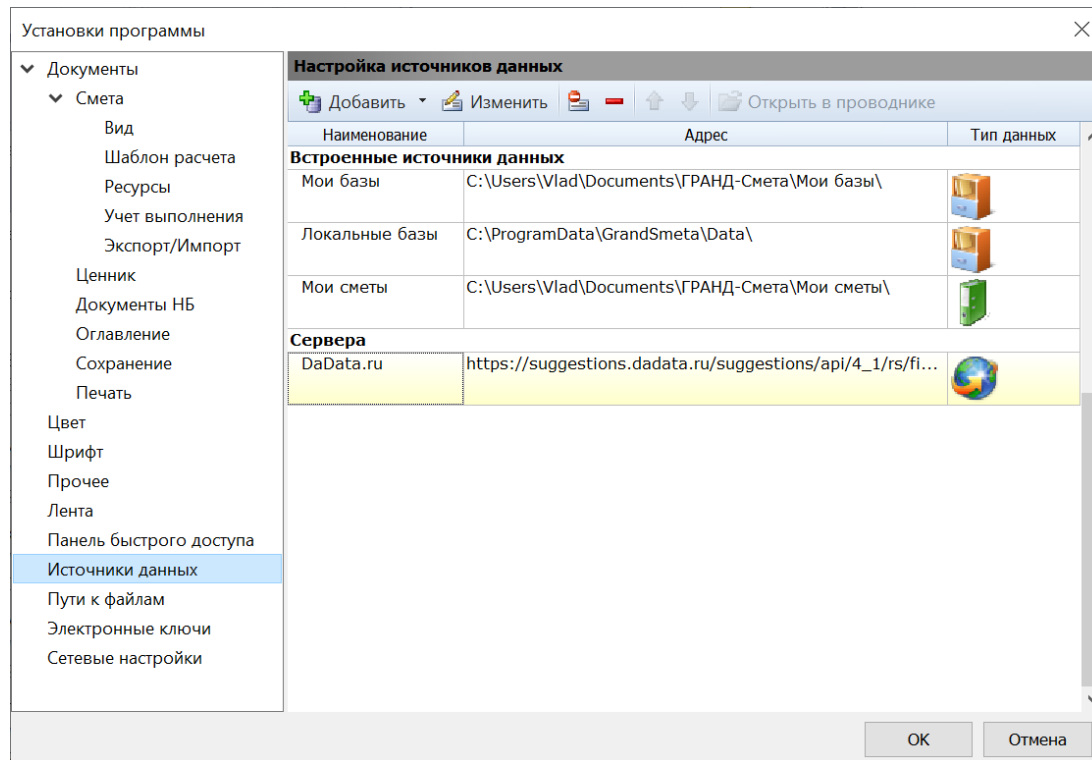 Установки программы
Документы
Смета
Вид
Шаблон расчета
Ресурсы
Учет выполнения
Экспорт/Импорт
Ценник
Документы НБ
Оглавление
Сохранение
Печать
Цвет
Шрифт
Прочее
Лента
Панель быстрого доступа
Источники данных
Пути к файлам
Электронные ключи
Сетевые настройки
Настройка источников данных
Добавить Изменить Открыть в проводнике
Наименование Адрес Тип данных
Встроенные источники данных
Мои базы C:\Users\Vlad\Documents\ГРАНД-Смета\Мои базы\
Локальные базы C:\ProgramData\GrandSmeta\Data\
Мои сметы C:\Users\Vlad\Documents\ГРАНД-Смета\Мои сметы\
Сервера
DaData.ru https://suggestions.dadata.ru/suggestions/api/4_1/rs/fi...
OK Отмена